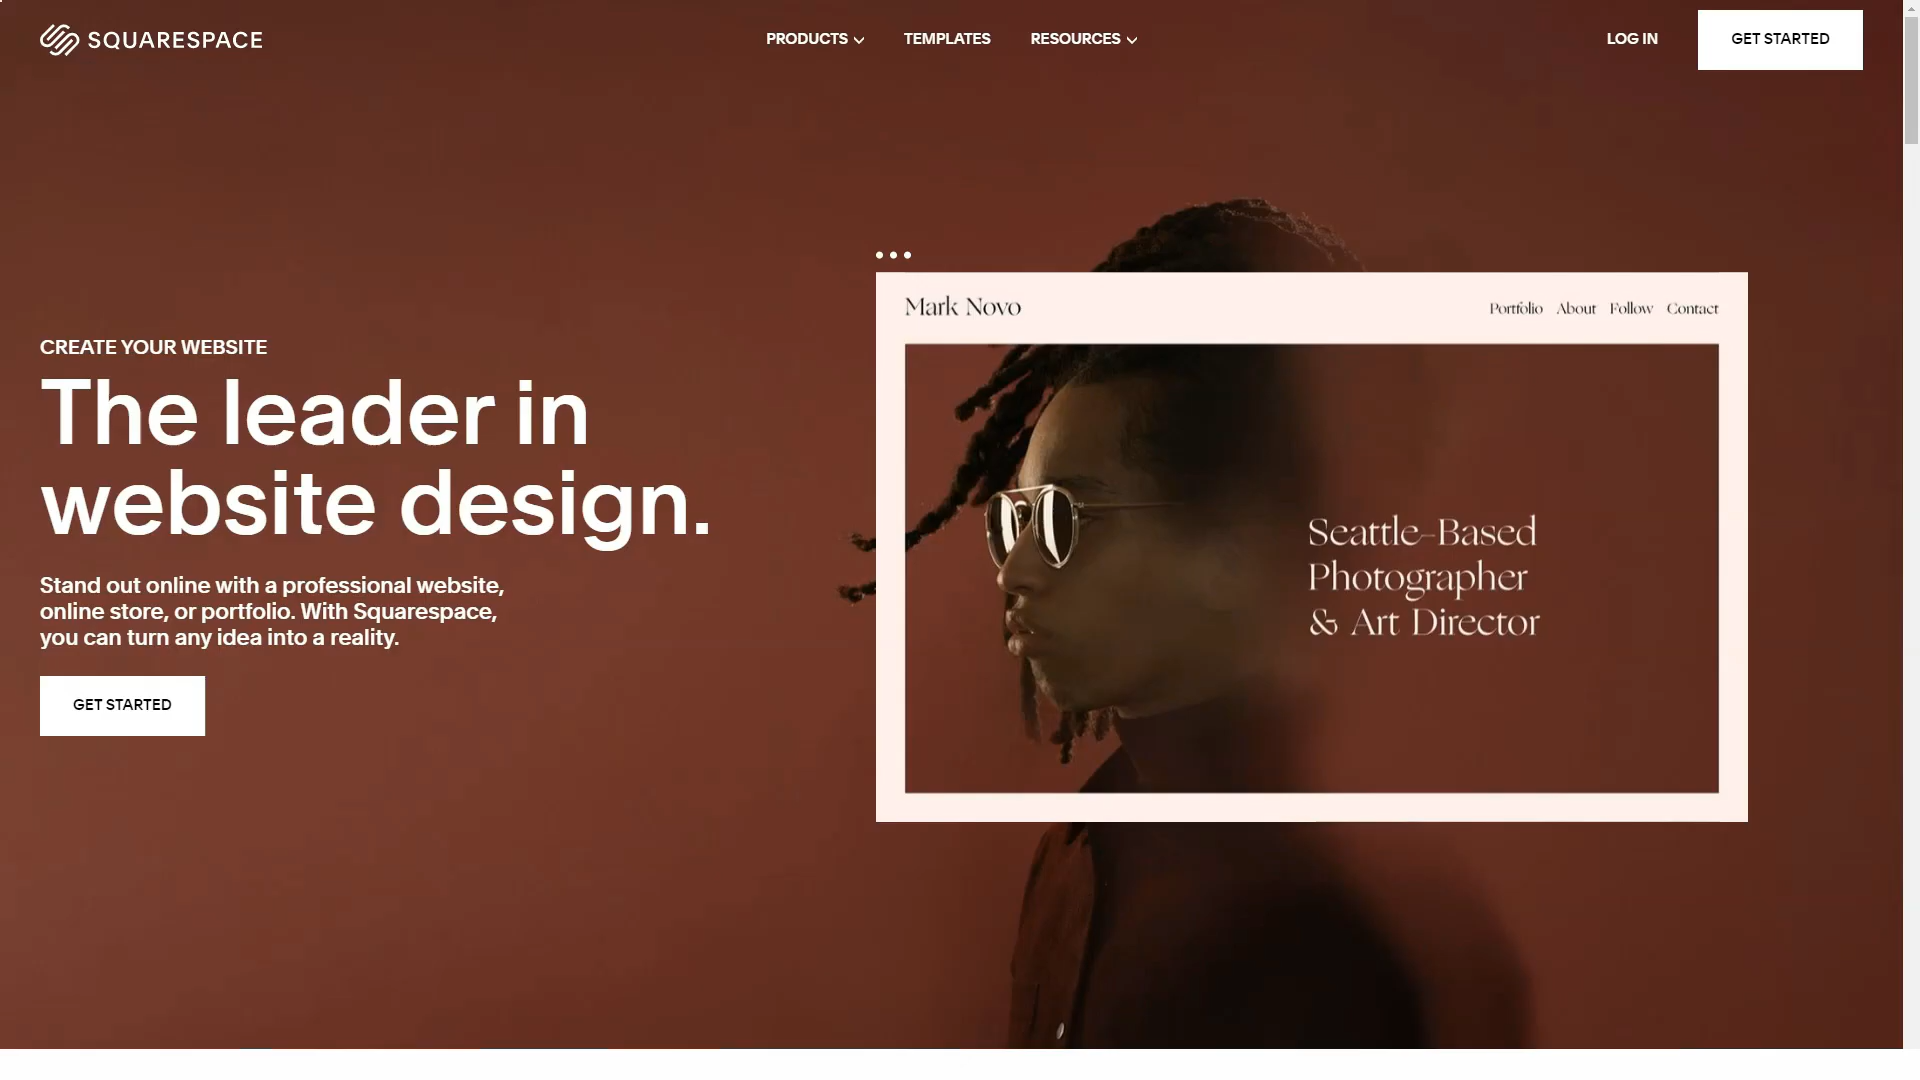 SQUARESPACE
PRODUCTS
TEMPLATES
RESOURCES
LOG IN
GET STARTED
CREATE YOUR WEBSITE
The leader in
website design.
Stand out online with a professional website,
online store, or portfolio. With Squarespace,
you can turn any idea into a reality.
GET STARTED
Mark Novo
Portfolio About Follow Contact
Seattle-Based
Photographer
& Art Director